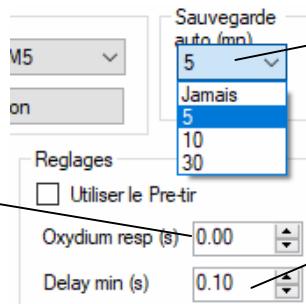 Sauvegarde
auto (mn)
M5
5
on
Jamais
5
10
30
Reglages
Utiliser le Pre-tir
Oxydium resp (s) 0.00
Delay min (s) 0.10